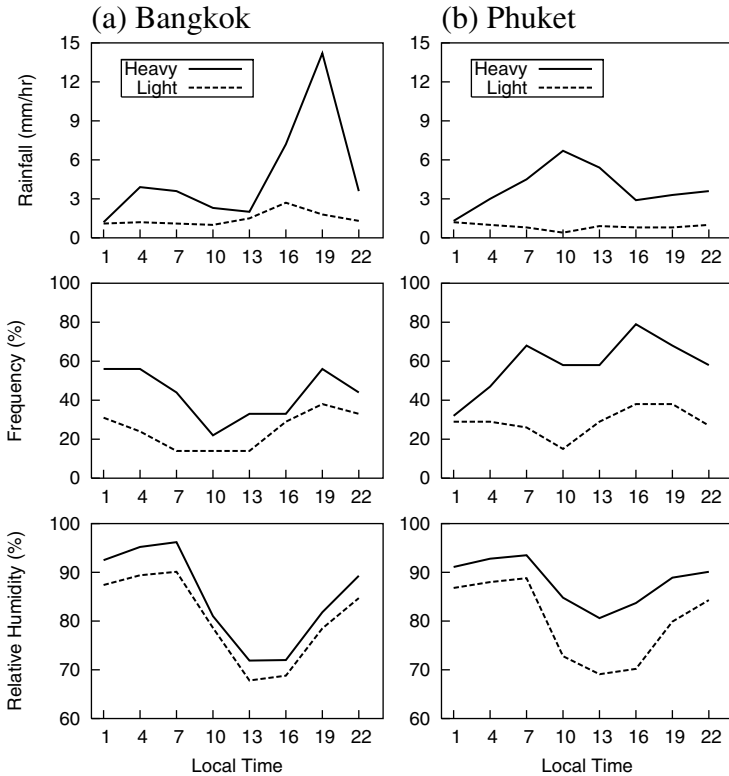 (a) Bangkok (b) Phuket
Rainfall (mm/hr)
15
12
9
6
3
0
Heavy
Light
1 4 7 10 13 16 19 22
15
12
9
6
3
0
Heavy
Light
1 4 7 10 13 16 19 22
Frequency (%)
100
80
60
40
20
0
1 4 7 10 13 16 19 22
100
80
60
40
20
0
1 4 7 10 13 16 19 22
Relative Humidity (%)
100
90
80
70
60
1 4 7 10 13 16 19 22
Local Time
100
90
80
70
60
1 4 7 10 13 16 19 22
Local Time